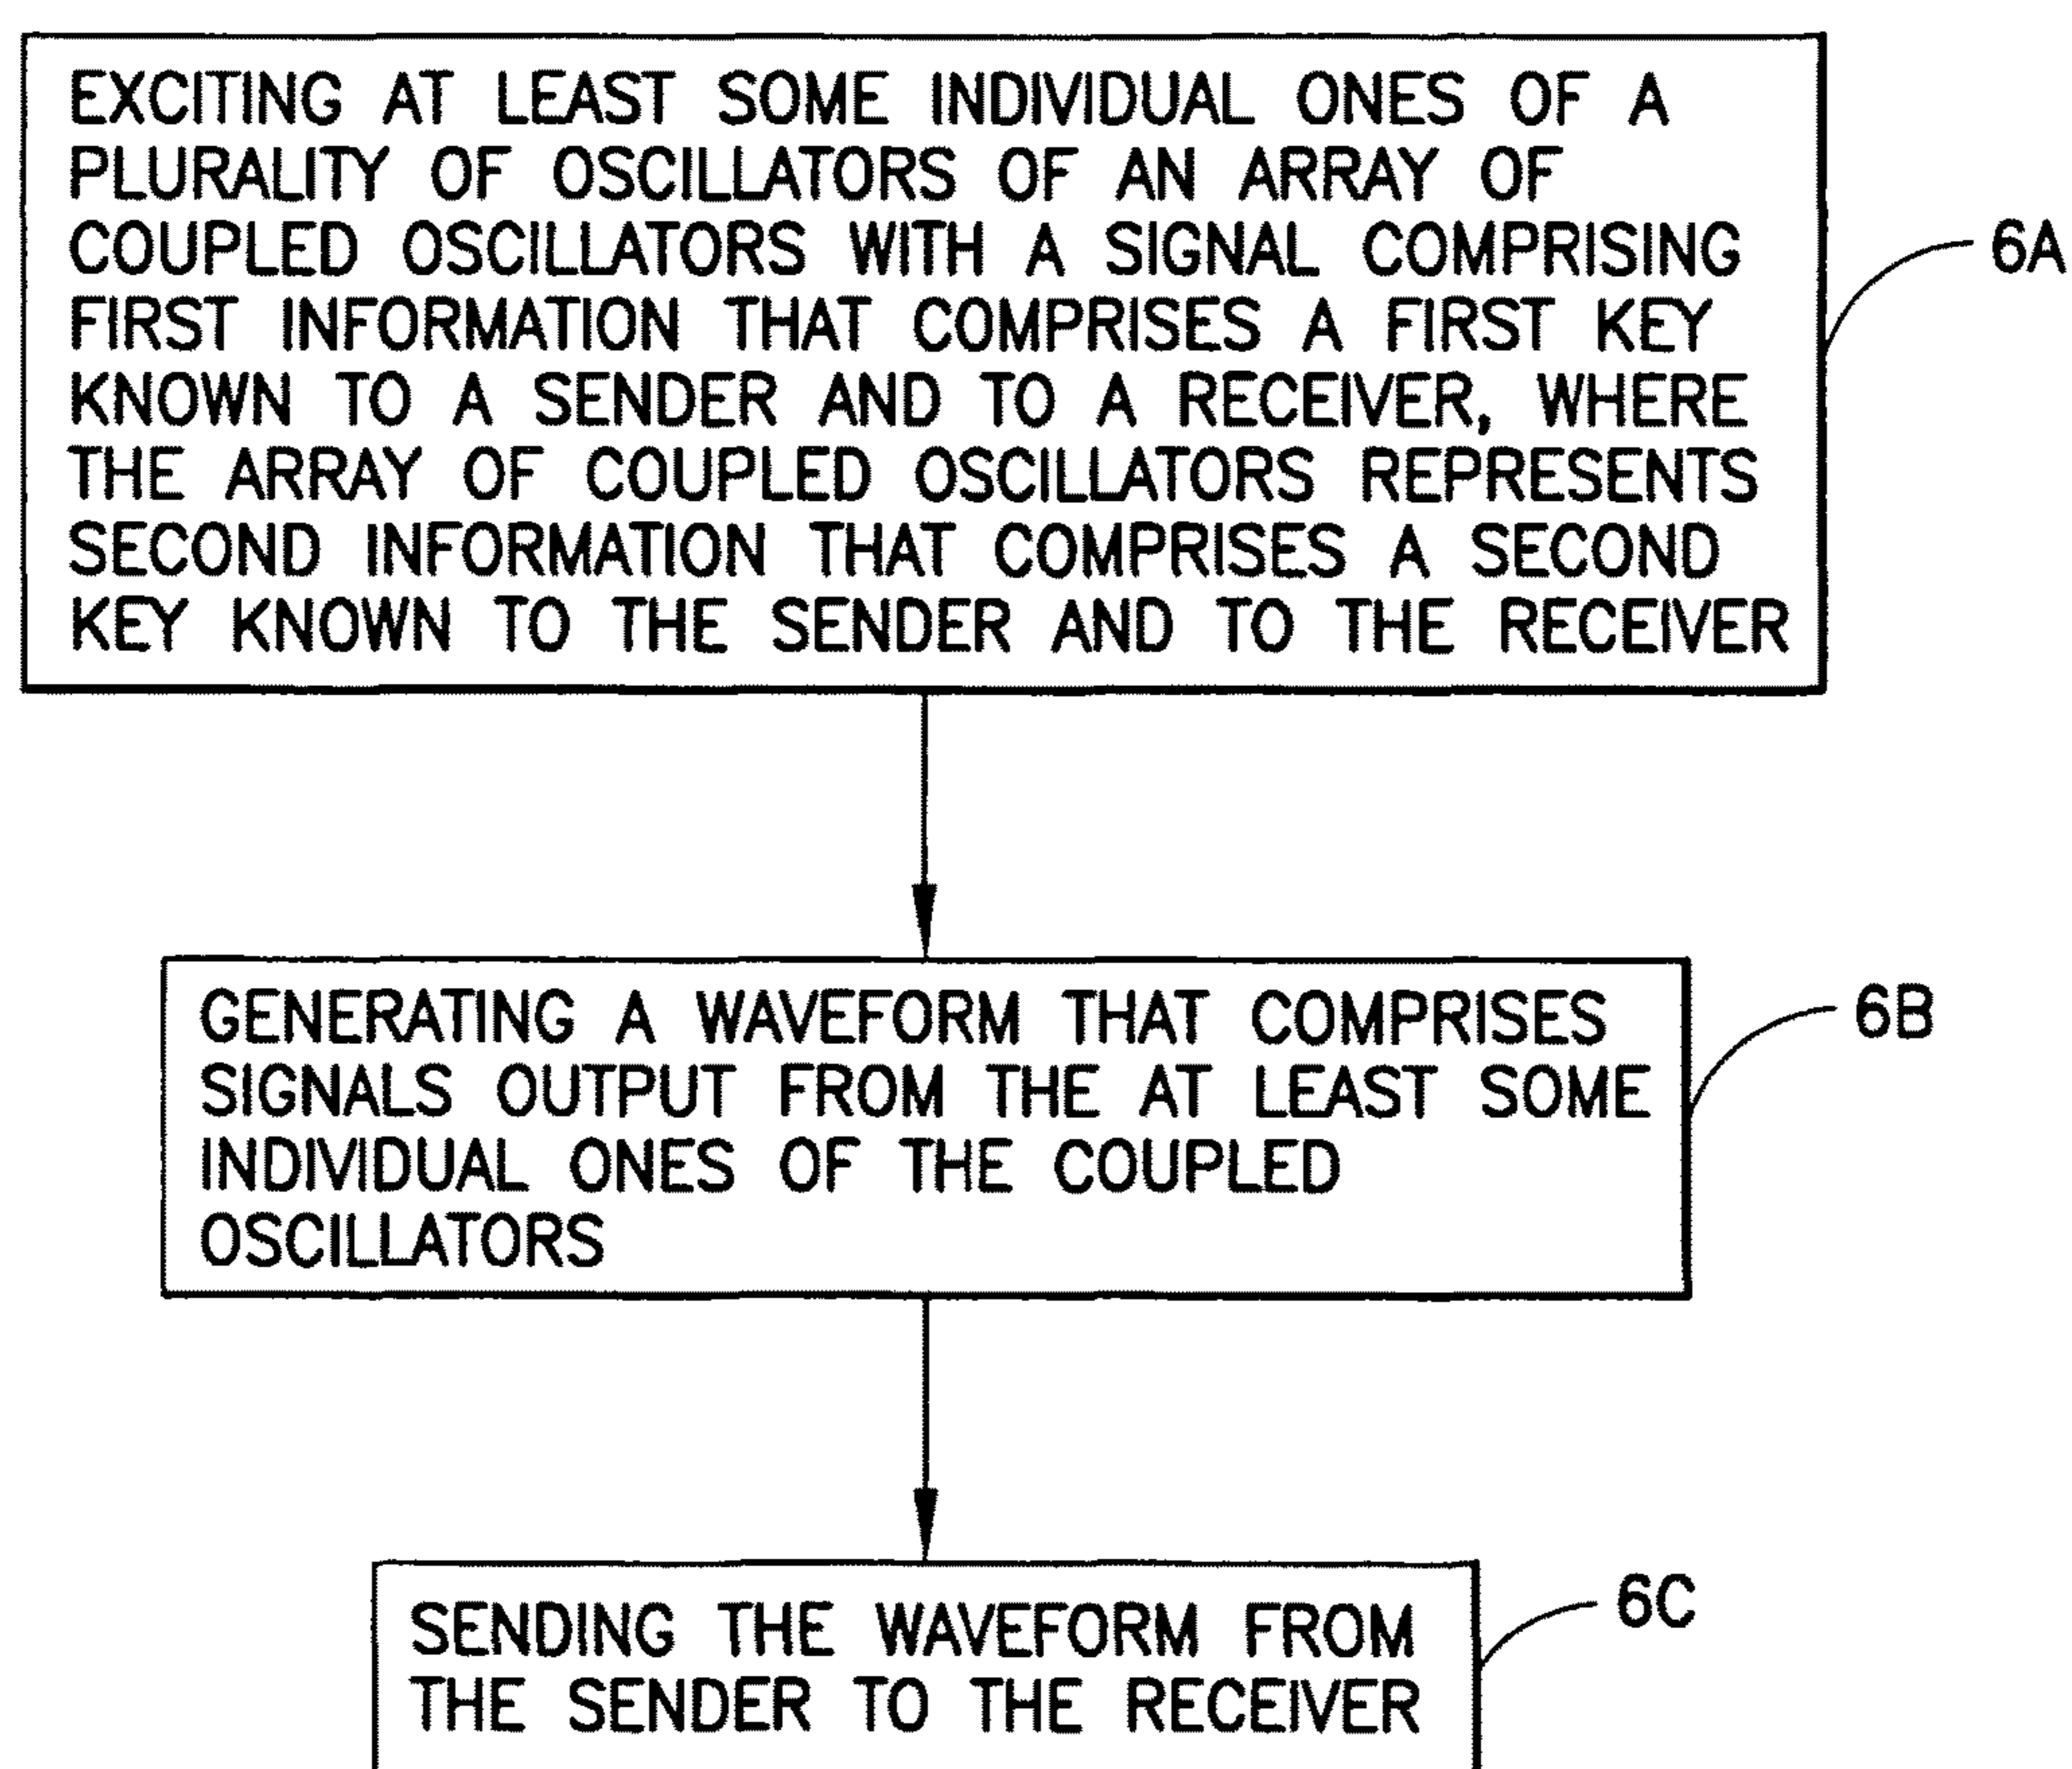 EXCITING AT LEAST SOME INDIVIDUAL ONES OF A
PLURALITY OF OSCILLATORS OF AN ARRAY OF
COUPLED OSCILLATORS WITH A SIGNAL COMPRISING
FIRST INFORMATION THAT COMPRISES A FIRST KEY
KNOWN TO A SENDER AND TO A RECEIVER, WHERE
THE ARRAY OF COUPLED OSCILLATORS REPRESENTS
SECOND INFORMATION THAT COMPRISES A SECOND
KEY KNOWN TO THE SENDER AND TO THE RECEIVER
6A
GENERATING A WAVEFORM THAT COMPRISES
SIGNALS OUTPUT FROM THE AT LEAST SOME
INDIVIDUAL ONES OF THE COUPLED
OSCILLATORS
6B
SENDING THE WAVEFORM FROM
THE SENDER TO THE RECEIVER
6C